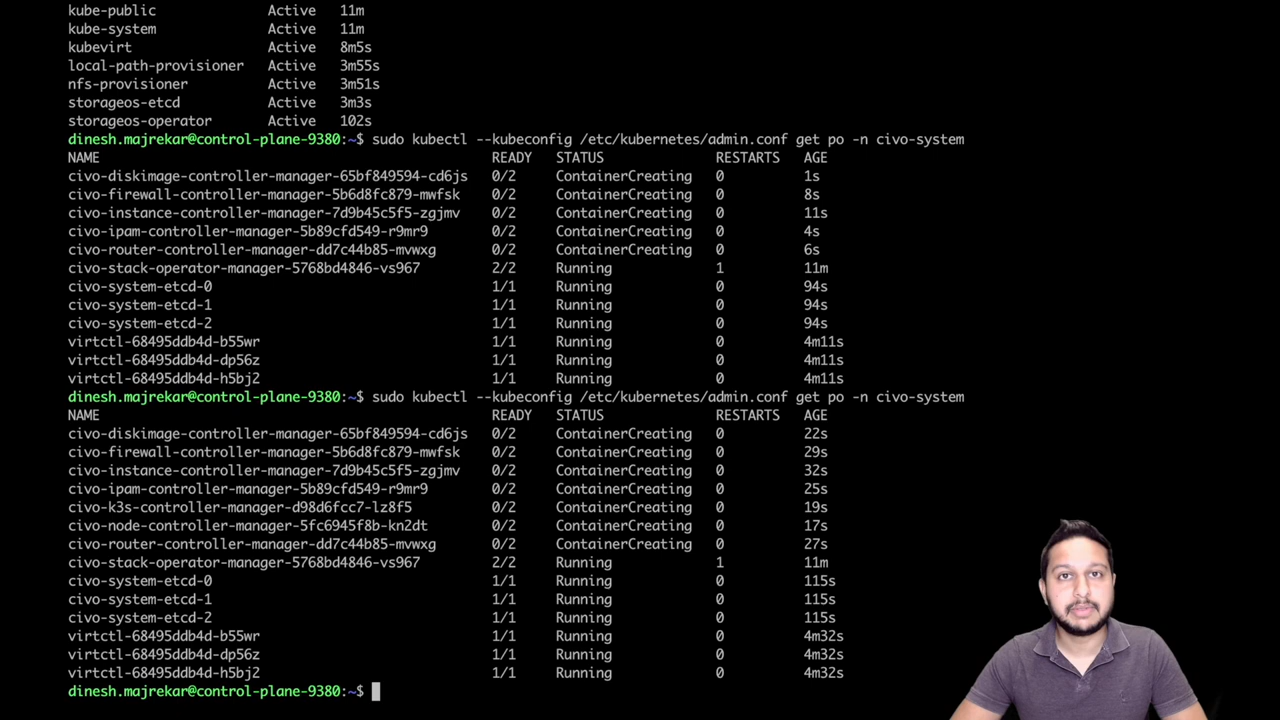 kube-public Active 11m
kube-system Active 11m
kubevirt Active 8m5s
local-path-provisioner Active 3m55s
nfs-provisioner Active 3m51s
storageos-etcd Active 3m3s
storageos-operator Active 102s
dinesh.majrekar@control-plane-9380:~$ sudo kubectl --kubeconfig /etc/kubernetes/admin.conf get po -n civo-system
NAME READY STATUS RESTARTS AGE
civo-diskimage-controller-manager-65bf849594-cd6js 0/2 ContainerCreating 0 1s
civo-firewall-controller-manager-5b6d8fc879-mwfsk 0/2 ContainerCreating 0 8s
civo-instance-controller-manager-7d9b45c5f5-zgjmv 0/2 ContainerCreating 0 11s
civo-ipam-controller-manager-5b89cfd549-r9mr9 0/2 ContainerCreating 0 4s
civo-router-controller-manager-dd7c44b85-mvwxg 0/2 ContainerCreating 0 6s
civo-stack-operator-manager-5768bd4846-vs967 2/2 Running 1 11m
civo-system-etcd-0 1/1 Running 0 94s
civo-system-etcd-1 1/1 Running 0 94s
civo-system-etcd-2 1/1 Running 0 94s
virtctl-68495ddb4d-b55wr 1/1 Running 0 4m11s
virtctl-68495ddb4d-dp56z 1/1 Running 0 4m11s
virtctl-68495ddb4d-h5bj2 1/1 Running 0 4m11s
dinesh.majrekar@control-plane-9380:~$ sudo kubectl --kubeconfig /etc/kubernetes/admin.conf get po -n civo-system
NAME READY STATUS RESTARTS AGE
civo-diskimage-controller-manager-65bf849594-cd6js 0/2 ContainerCreating 0 22s
civo-firewall-controller-manager-5b6d8fc879-mwfsk 0/2 ContainerCreating 0 29s
civo-instance-controller-manager-7d9b45c5f5-zgjmv 0/2 ContainerCreating 0 32s
civo-ipam-controller-manager-5b89cfd549-r9mr9 0/2 ContainerCreating 0 25s
civo-k3s-controller-manager-d98d6fcc7-lz8f5 0/2 ContainerCreating 0 19s
civo-node-controller-manager-5fc6945f8b-kn2dt 0/2 ContainerCreating 0 17s
civo-router-controller-manager-dd7c44b85-mvwxg 0/2 ContainerCreating 0 27s
civo-stack-operator-manager-5768bd4846-vs967 2/2 Running 1 11m
civo-system-etcd-0 1/1 Running 0 115s
civo-system-etcd-1 1/1 Running 0 115s
civo-system-etcd-2 1/1 Running 0 115s
virtctl-68495ddb4d-b55wr 1/1 Running 0 4m32s
virtctl-68495ddb4d-dp56z 1/1 Running 0 4m32s
virtctl-68495ddb4d-h5bj2 1/1 Running 0 4m32s
dinesh.majrekar@control-plane-9380:~$